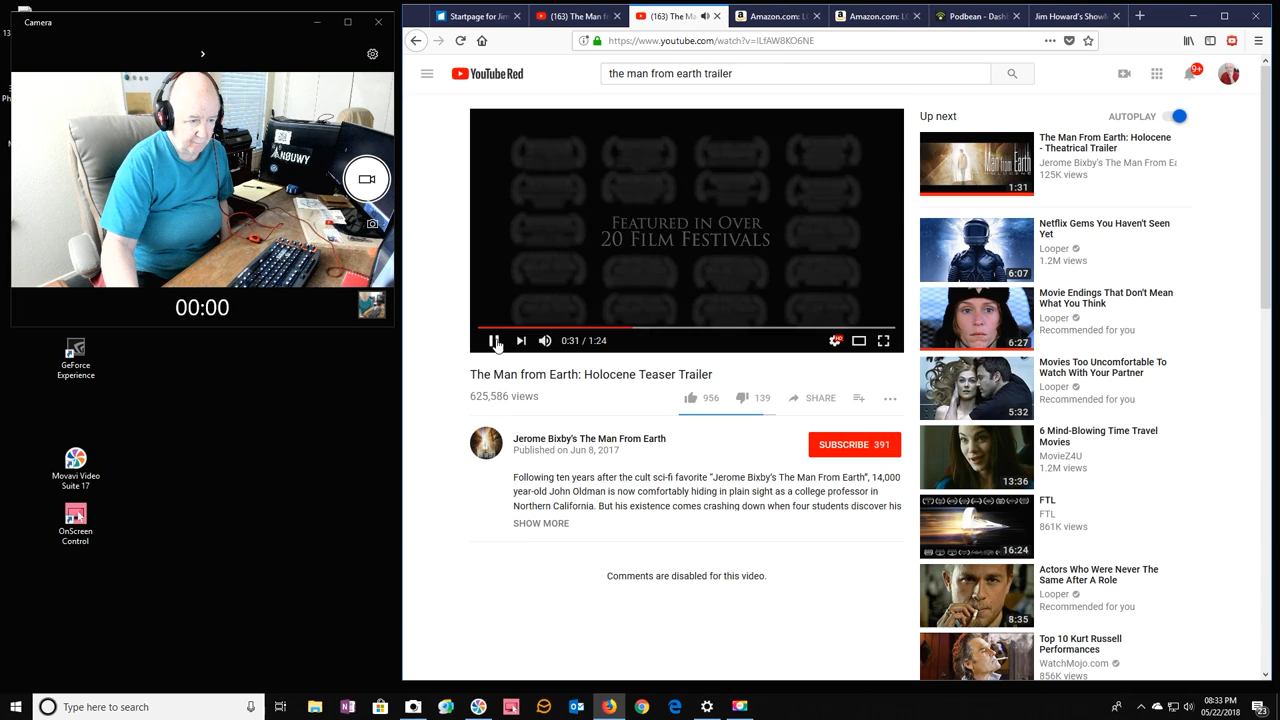 Camera
00:00
GeForce
Experience
Movavi Video
Suite 17
OnScreen
Control
Startpage for Jim
(163) The Man f
(163) The Ma
Amazon.com: LG
Amazon.com: LG
Podbean - Dashl
Jim Howard's Show
https://www.youtube.com/watch?v=ILfAW8KO6NE
YouTube Red
the man from earth trailer
9+
FEATURED IN OVER
20 FILM FESTIVALS
0:31 / 1:24
HD
The Man from Earth: Holocene Teaser Trailer
625,586 views
956
139
SHARE
Jerome Bixby's The Man From Earth
Published on Jun 8, 2017
SUBSCRIBE 391
Following ten years after the cult sci-fi favorite "Jerome Bixby's The Man From Earth", 14,000
year-old John Oldman is now comfortably hiding in plain sight as a college professor in
Northern California. But his existence comes crashing down when four students discover his
SHOW MORE
Comments are disabled for this video.
Up next
AUTOPLAY
1:31
The Man From Earth: Holocene
- Theatrical Trailer
Jerome Bixby's The Man From Ea
125K views
6:07
Netflix Gems You Haven't Seen
Yet
Looper
1.2M views
6:27
Movie Endings That Don't Mean
What You Think
Looper
Recommended for you
5:32
Movies Too Uncomfortable To
Watch With Your Partner
Looper
Recommended for you
13:36
6 Mind-Blowing Time Travel
Movies
MovieZ4U
1.2M views
16:24
FTL
FTL
861K views
8:35
Actors Who Were Never The
Same After A Role
Looper
Recommended for you
Top 10 Kurt Russell
Performances
WatchMojo.com
856K views
Type here to search
08:33 PM
05/22/2018
23